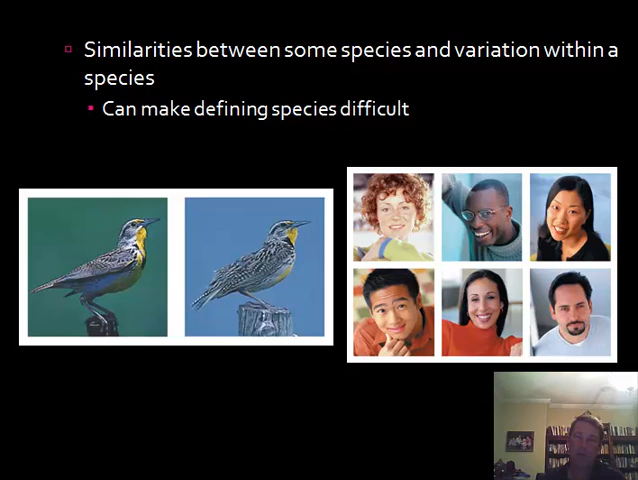 Similarities between some species and variation within a
species
Can make defining species difficult